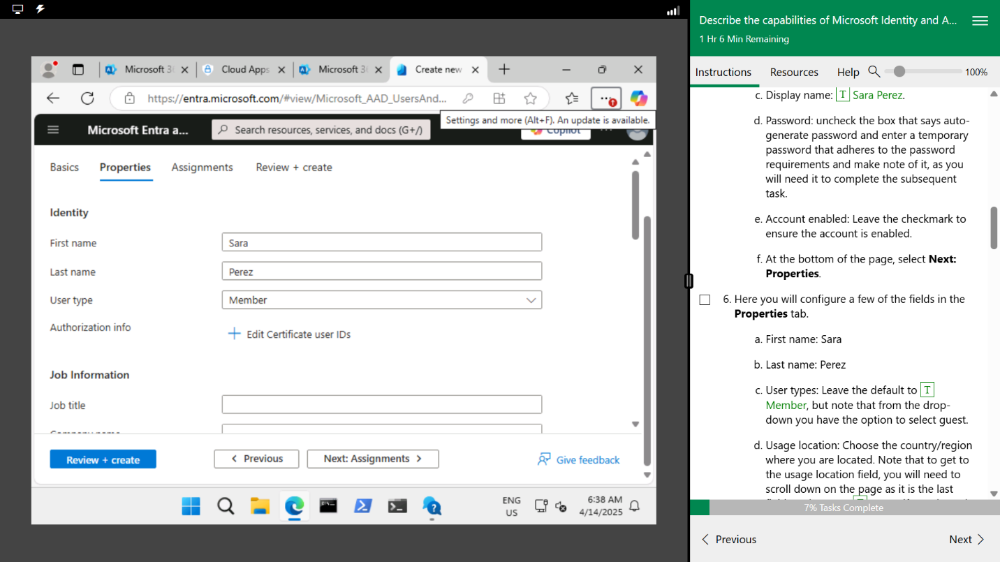 Describe the capabilities of Microsoft Identity and A...
1 Hr 6 Min Remaining
Microsoft 3
Cloud Apps
Microsoft 3
Create new
https://entra.microsoft.com/#view/Microsoft_AAD_UsersAnd...
Settings and more (Alt+F). An update is available.
Microsoft Entra a...
Search resources, services, and docs (G+/)
Copilot
Basics
Properties
Assignments
Review + create
Identity
First name
Sara
Last name
Perez
User type
Member
Authorization info
Edit Certificate user IDs
Job Information
Job title
Review + create
< Previous
Next: Assignments >
Give feedback
ENG
US
6:38 AM
4/14/2025
Instructions
Resources
Help
100%
c. Display name: T Sara Perez.
d. Password: uncheck the box that says auto-
generate password and enter a temporary
password that adheres to the password
requirements and make note of it, as you
will need it to complete the subsequent
task.
e. Account enabled: Leave the checkmark to
ensure the account is enabled.
f. At the bottom of the page, select Next:
Properties.
6. Here you will configure a few of the fields in the
Properties tab.
a. First name: Sara
b. Last name: Perez
c. User types: Leave the default to T
Member, but note that from the drop-
down you have the option to select guest.
d. Usage location: Choose the country/region
where you are located. Note that to get to
the usage location field, you will need to
scroll down on the page as it is the last
7% Tasks Complete
< Previous
Next >